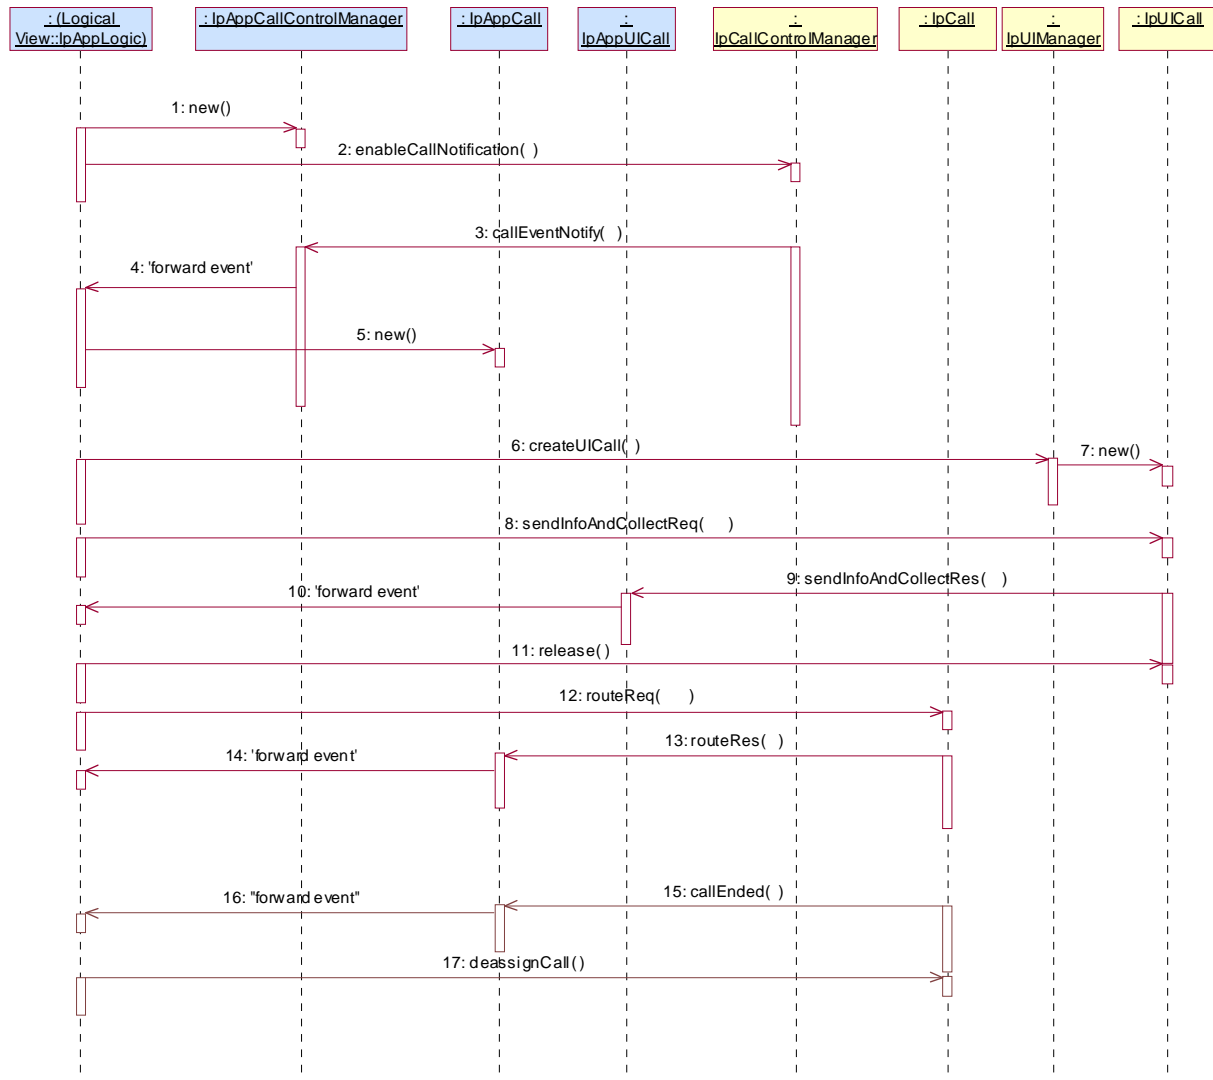 : (Logical
View::IpAppLogic)
: IpAppCallControlManager
: IpAppCall
:
IpAppUICall
:
IpCallControlManager
: IpCall
:
IpUIManager
: IpUICall
1: new()
2: enableCallNotification( )
3: callEventNotify( )
4: 'forward event'
5: new()
6: createUICall( )
7: new()
8: sendInfoAndCollectReq( )
9: sendInfoAndCollectRes( )
10: 'forward event'
11: release()
12: routeReq( )
13: routeRes( )
14: 'forward event'
15: callEnded( )
16: "forward event"
17: deassignCall()